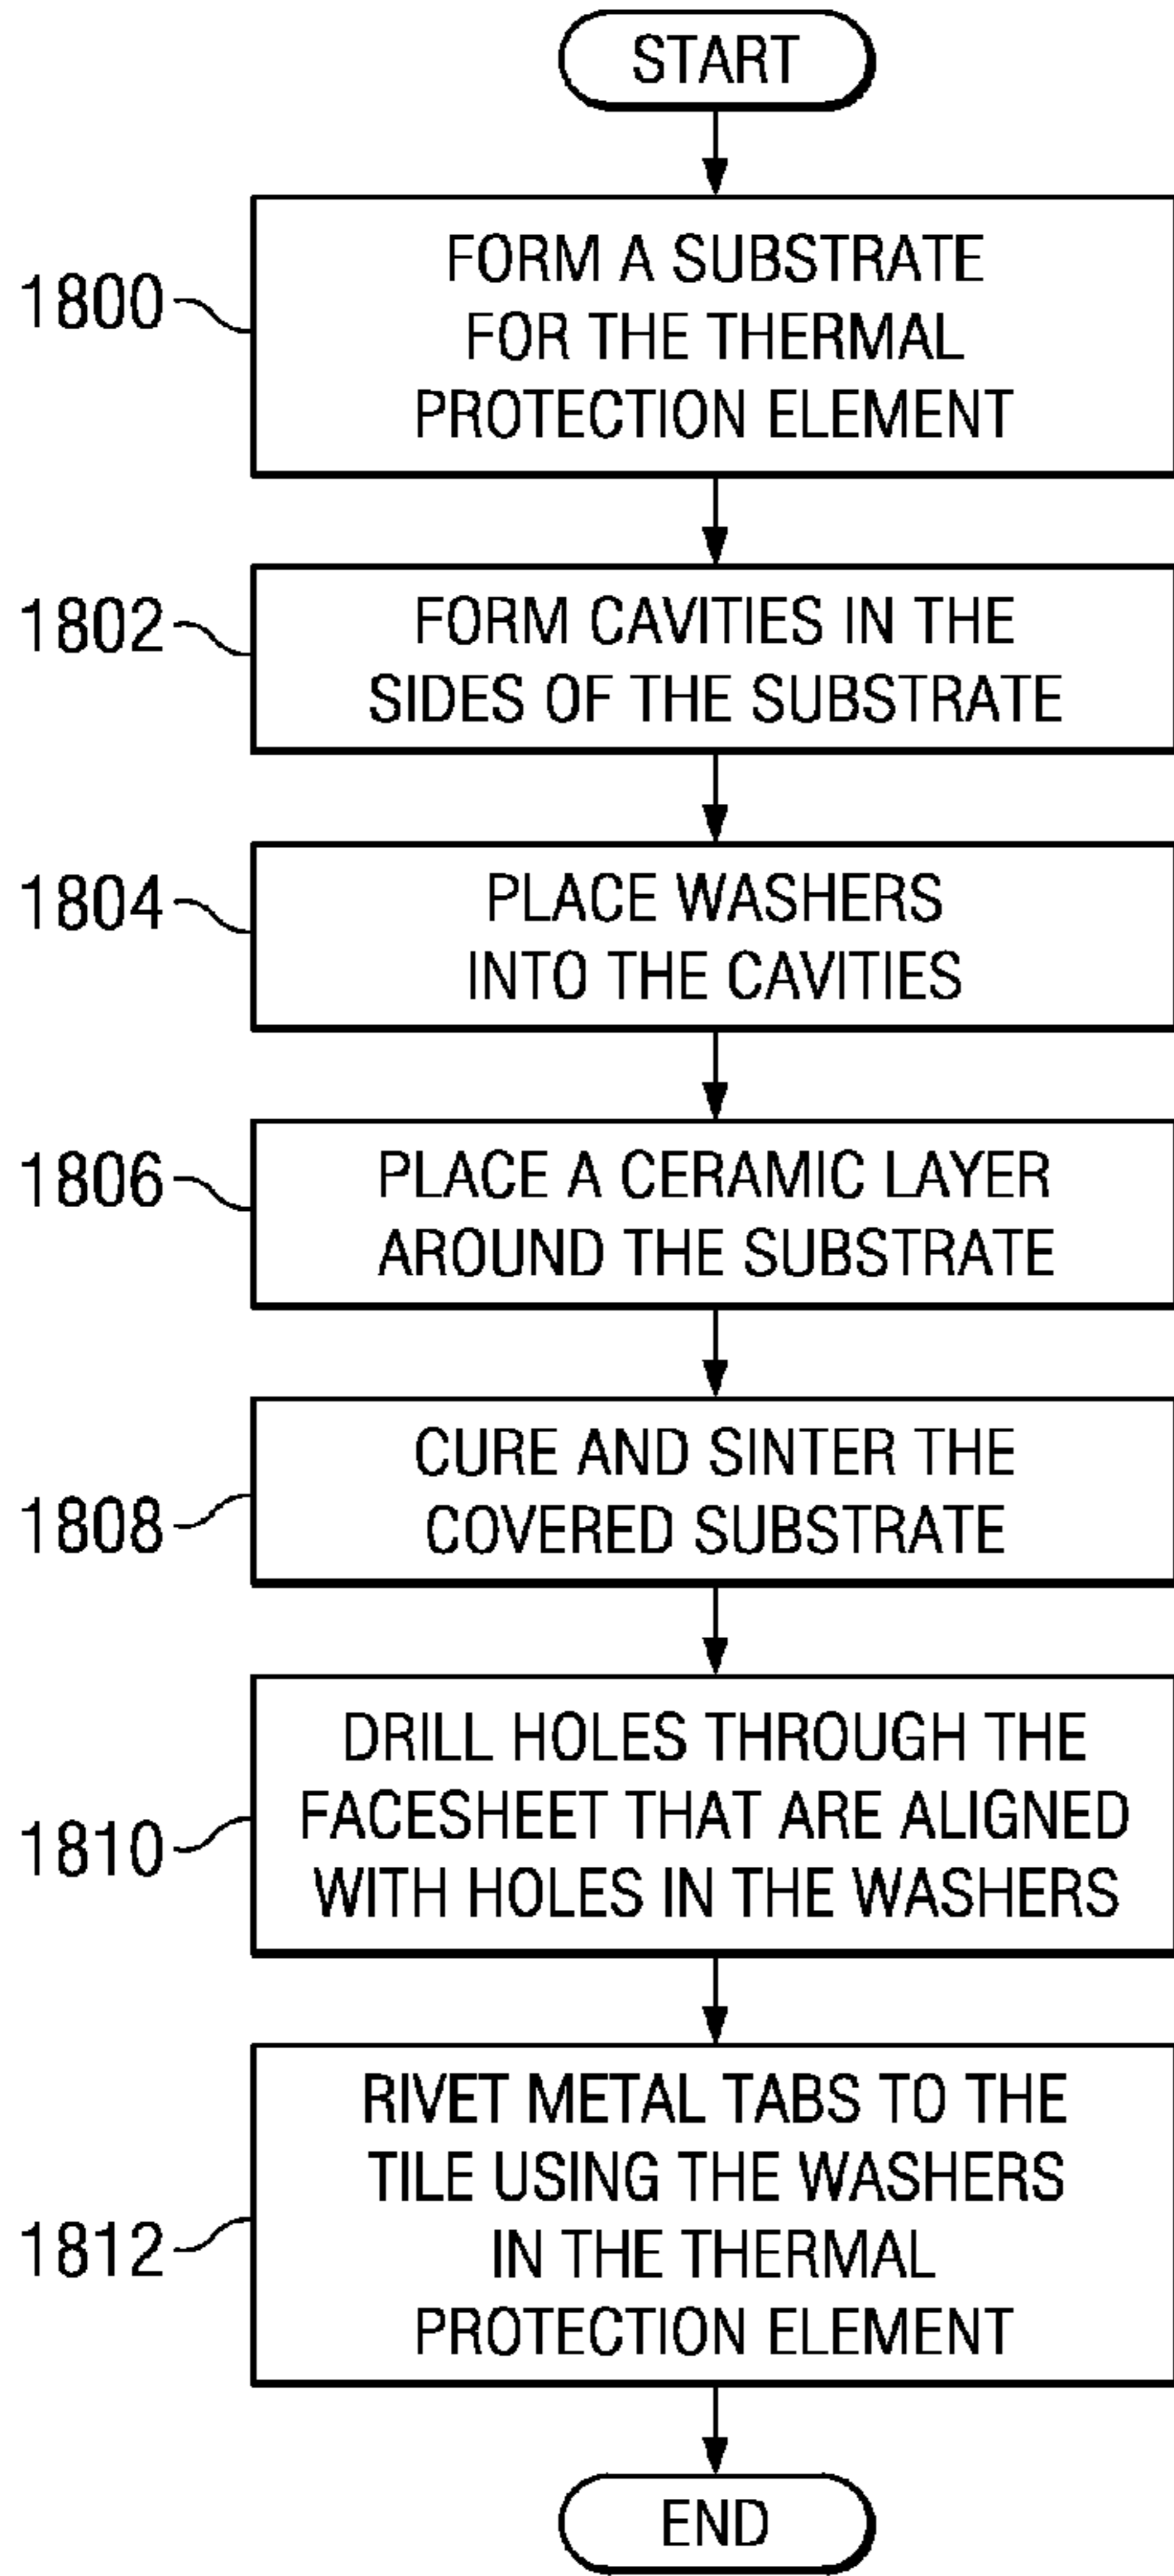 START
1800
FORM A SUBSTRATE
FOR THE THERMAL
PROTECTION ELEMENT
1802
FORM CAVITIES IN THE
SIDES OF THE SUBSTRATE
1804
PLACE WASHERS
INTO THE CAVITIES
1806
PLACE A CERAMIC LAYER
AROUND THE SUBSTRATE
1808
CURE AND SINTER THE
COVERED SUBSTRATE
1810
DRILL HOLES THROUGH THE
FACESHEET THAT ARE ALIGNED
WITH HOLES IN THE WASHERS
1812
RIVET METAL TABS TO THE
TILE USING THE WASHERS
IN THE THERMAL
PROTECTION ELEMENT
END